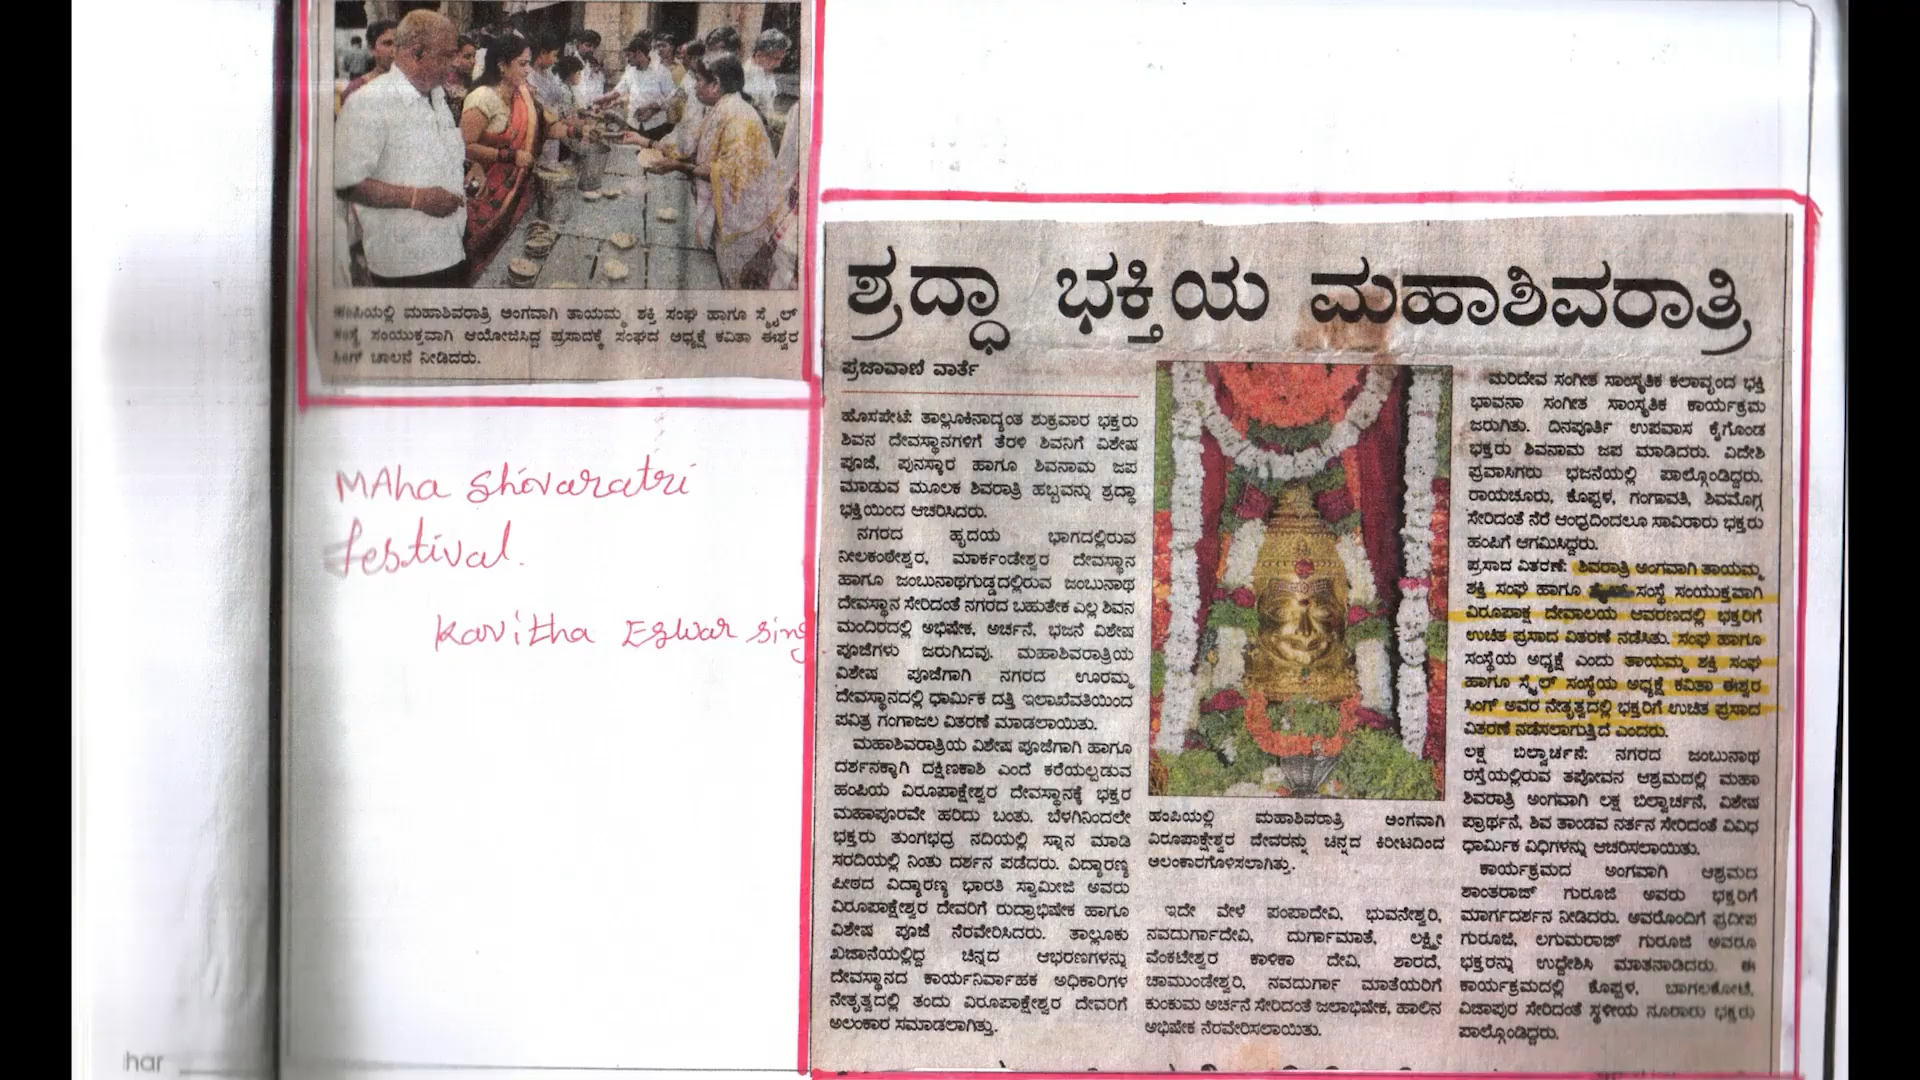 ಹಂಪಿಯಲ್ಲಿ ಮಹಾಶಿವರಾತ್ರಿ ಅಂಗವಾಗಿ ತಾಯಮ್ಮ ಶಕ್ತಿ ಸಂಘ ಹಾಗೂ ಸ್ಮೈಲ್
ಸಂಸ್ಥೆ ಸಂಯುಕ್ತವಾಗಿ ಆಯೋಜಿಸಿದ್ದ ಪ್ರಸಾದಕ್ಕೆ ಸಂಘದ ಅಧ್ಯಕ್ಷೆ ಕವಿತಾ ಈಶ್ವರ
ಸಿಂಗ್ ಚಾಲನೆ ನೀಡಿದರು.
MAha Shivaratri
festival.
Kavitha Eswar sing
har
ಶ್ರದ್ಧಾ ಭಕ್ತಿಯ ಮಹಾಶಿವರಾತ್ರಿ
ಪ್ರಜಾವಾಣಿ ವಾರ್ತೆ
ಹೊಸಪೇಟೆ: ತಾಲ್ಲೂಕಿನಾದ್ಯಂತ ಶುಕ್ರವಾರ ಭಕ್ತರು
ಶಿವನ ದೇವಸ್ಥಾನಗಳಿಗೆ ತೆರಳಿ ಶಿವನಿಗೆ ವಿಶೇಷ
ಪೂಜೆ, ಪುನಸ್ಕಾರ ಹಾಗೂ ಶಿವನಾಮ ಜಪ
ಮಾಡುವ ಮೂಲಕ ಶಿವರಾತ್ರಿ ಹಬ್ಬವನ್ನು ಶ್ರದ್ಧಾ
ಭಕ್ತಿಯಿಂದ ಆಚರಿಸಿದರು.
ನಗರದ ಹೃದಯ ಭಾಗದಲ್ಲಿರುವ
ನೀಲಕಂಠೇಶ್ವರ, ಮಾರ್ಕಂಡೇಶ್ವರ ದೇವಸ್ಥಾನ
ಹಾಗೂ ಜಂಬುನಾಥಗುಡ್ಡದಲ್ಲಿರುವ ಜಂಬುನಾಥ
ದೇವಸ್ಥಾನ ಸೇರಿದಂತೆ ನಗರದ ಬಹುತೇಕ ಎಲ್ಲ ಶಿವನ
ಮಂದಿರದಲ್ಲಿ ಅಭಿಷೇಕ, ಅರ್ಚನೆ, ಭಜನೆ ವಿಶೇಷ
ಪೂಜೆಗಳು ಜರುಗಿದವು. ಮಹಾಶಿವರಾತ್ರಿಯ
ವಿಶೇಷ ಪೂಜೆಗಾಗಿ ನಗರದ ಊರಮ್ಮ
ದೇವಸ್ಥಾನದಲ್ಲಿ ಧಾರ್ಮಿಕ ದತ್ತಿ ಇಲಾಖೆವತಿಯಿಂದ
ಪವಿತ್ರ ಗಂಗಾಜಲ ವಿತರಣೆ ಮಾಡಲಾಯಿತು.
ಮಹಾಶಿವರಾತ್ರಿಯ ವಿಶೇಷ ಪೂಜೆಗಾಗಿ ಹಾಗೂ
ದರ್ಶನಕ್ಕಾಗಿ ದಕ್ಷಿಣಕಾಶಿ ಎಂದೆ ಕರೆಯಲ್ಪಡುವ
ಹಂಪಿಯ ವಿರೂಪಾಕ್ಷೇಶ್ವರ ದೇವಸ್ಥಾನಕ್ಕೆ ಭಕ್ತರ
ಮಹಾಪೂರವೇ ಹರಿದು ಬಂತು. ಬೆಳಗಿನಿಂದಲೇ
ಭಕ್ತರು ತುಂಗಭದ್ರ ನದಿಯಲ್ಲಿ ಸ್ನಾನ ಮಾಡಿ
ಸರದಿಯಲ್ಲಿ ನಿಂತು ದರ್ಶನ ಪಡೆದರು. ವಿದ್ಯಾರಣ್ಯ
ಪೀಠದ ವಿದ್ಯಾರಣ್ಯ ಭಾರತಿ ಸ್ವಾಮೀಜಿ ಅವರು
ವಿರೂಪಾಕ್ಷೇಶ್ವರ ದೇವರಿಗೆ ರುದ್ರಾಭಿಷೇಕ ಹಾಗೂ
ವಿಶೇಷ ಪೂಜೆ ನೆರವೇರಿಸಿದರು. ತಾಲ್ಲೂಕು
ಖಜಾನೆಯಲ್ಲಿದ್ದ ಚಿನ್ನದ ಆಭರಣಗಳನ್ನು
ದೇವಸ್ಥಾನದ ಕಾರ್ಯನಿರ್ವಾಹಕ ಅಧಿಕಾರಿಗಳ
ನೇತೃತ್ವದಲ್ಲಿ ತಂದು ವಿರೂಪಾಕ್ಷೇಶ್ವರ ದೇವರಿಗೆ
ಅಲಂಕಾರ ಸಮಾಡಲಾಗಿತ್ತು.
ಹಂಪಿಯಲ್ಲಿ ಮಹಾಶಿವರಾತ್ರಿ ಅಂಗವಾಗಿ
ವಿರೂಪಾಕ್ಷೇಶ್ವರ ದೇವರನ್ನು ಚಿನ್ನದ ಕಿರೀಟದಿಂದ
ಆಲಂಕಾರಗೊಳಿಸಲಾಗಿತ್ತು.
ಇದೇ ವೇಳೆ ಪಂಪಾದೇವಿ, ಭುವನೇಶ್ವರಿ,
ನವದುರ್ಗಾದೇವಿ, ದುರ್ಗಾಮಾತೆ, ಲಕ್ಷ್ಮೀ
ವೆಂಕಟೇಶ್ವರ ಕಾಳಿಕಾ ದೇವಿ, ಶಾರದೆ,
ಚಾಮುಂಡೇಶ್ವರಿ, ನವದುರ್ಗಾ ಮಾತೆಯರಿಗೆ
ಕುಂಕುಮ ಅರ್ಚನೆ ಸೇರಿದಂತೆ ಜಲಾಭಿಷೇಕ, ಹಾಲಿನ
ಅಭಿಷೇಕ ನೆರವೇರಿಸಲಾಯಿತು.
ಮರಿದೇವ ಸಂಗೀತ ಸಾಂಸ್ಕೃತಿಕ ಕಲಾವೃಂದ ಭಕ್ತಿ
ಭಾವನಾ ಸಂಗೀತ ಸಾಂಸ್ಕೃತಿಕ ಕಾರ್ಯಕ್ರಮ
ಜರುಗಿತು. ದಿನಪೂರ್ತಿ ಉಪವಾಸ ಕೈಗೊಂಡ
ಭಕ್ತರು ಶಿವನಾಮ ಜಪ ಮಾಡಿದರು. ವಿದೇಶಿ
ಪ್ರವಾಸಿಗರು ಭಜನೆಯಲ್ಲಿ ಪಾಲ್ಗೊಂಡಿದ್ದರು.
ರಾಯಚೂರು, ಕೊಪ್ಪಳ, ಗಂಗಾವತಿ, ಶಿವಮೊಗ್ಗ
ಸೇರಿದಂತೆ ನೆರೆ ಆಂಧ್ರದಿಂದಲೂ ಸಾವಿರಾರು ಭಕ್ತರು
ಹಂಪಿಗೆ ಆಗಮಿಸಿದ್ದರು.
ಪ್ರಸಾದ ವಿತರಣೆ: ಶಿವರಾತ್ರಿ ಅಂಗವಾಗಿ ತಾಯಮ್ಮ
ಶಕ್ತಿ ಸಂಘ ಹಾಗೂ ಸಂಸ್ಥೆ ಸಂಯುಕ್ತವಾಗಿ
ವಿರೂಪಾಕ್ಷ ದೇವಾಲಯ ಆವರಣದಲ್ಲಿ ಭಕ್ತರಿಗೆ
ಉಚಿತ ಪ್ರಸಾದ ವಿತರಣೆ ನಡೆಸಿತು. ಸಂಘ ಹಾಗೂ
ಸಂಸ್ಥೆಯ ಅಧ್ಯಕ್ಷೆ ಎಂದು ತಾಯಮ್ಮ ಶಕ್ತಿ ಸಂಘ
ಹಾಗೂ ಸ್ಮೈಲ್ ಸಂಸ್ಥೆಯ ಅಧ್ಯಕ್ಷೆ ಕವಿತಾ ಈಶ್ವರ
ಸಿಂಗ್ ಅವರ ನೇತೃತ್ವದಲ್ಲಿ ಭಕ್ತರಿಗೆ ಉಚಿತ ಪ್ರಸಾದ
ವಿತರಣೆ ನಡೆಸಲಾಗುತ್ತಿದೆ ಎಂದರು.
ಲಕ್ಷ ಬಿಲ್ವಾರ್ಚನೆ: ನಗರದ ಜಂಬುನಾಥ
ರಸ್ತೆಯಲ್ಲಿರುವ ತಪೋವನ ಆಶ್ರಮದಲ್ಲಿ ಮಹಾ
ಶಿವರಾತ್ರಿ ಅಂಗವಾಗಿ ಲಕ್ಷ ಬಿಲ್ವಾರ್ಚನೆ, ವಿಶೇಷ
ಪ್ರಾರ್ಥನೆ, ಶಿವ ತಾಂಡವ ನರ್ತನ ಸೇರಿದಂತೆ ವಿವಿಧ
ಧಾರ್ಮಿಕ ವಿಧಿಗಳನ್ನು ಆಚರಿಸಲಾಯಿತು.
ಕಾರ್ಯಕ್ರಮದ ಅಂಗವಾಗಿ ಆಶ್ರಮದ
ಶಾಂತರಾಜ್ ಗುರೂಜಿ ಅವರು ಭಕ್ತರಿಗೆ
ಮಾರ್ಗದರ್ಶನ ನೀಡಿದರು. ಅವರೊಂದಿಗೆ ಪ್ರದೀಪ
ಗುರೂಜಿ, ಲಗುಮರಾಜ್ ಗುರೂಜಿ ಅವರೂ
ಭಕ್ತರನ್ನು ಉದ್ದೇಶಿಸಿ ಮಾತನಾಡಿದರು. ಈ
ಕಾರ್ಯಕ್ರಮದಲ್ಲಿ ಕೊಪ್ಪಳ, ಬಾಗಲಕೋಟೆ,
ವಿಜಾಪುರ ಸೇರಿದಂತೆ ಸ್ಥಳೀಯ ನೂರಾರು ಭಕ್ತರು
ಪಾಲ್ಗೊಂಡಿದ್ದರು.